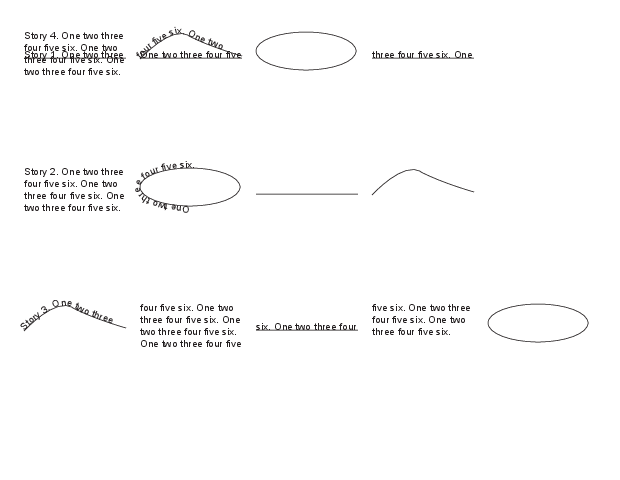 Story 4. One two three
four five six. One two
Story 1. One two three
three four five six. One
two three four five six.
four five six. One two
One two three four five
three four five six. One
Story 2. One two three
four five six. One two
three four five six. One
two three four five six.
One two three four five six.
Story 3. One two three
four five six. One two
three four five six. One
two three four five six.
One two three four five
six. One two three four
five six. One two three
four five six. One two
three four five six.